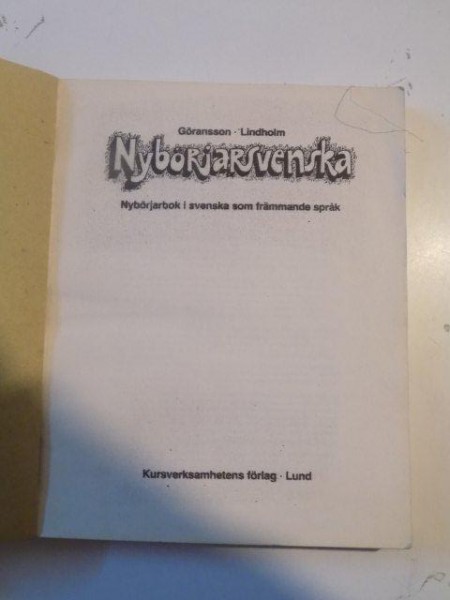 Göransson · Lindholm
Nybörjarsvenska
Nybörjarbok i svenska som främmande språk
Kursverksamhetens förlag · Lund